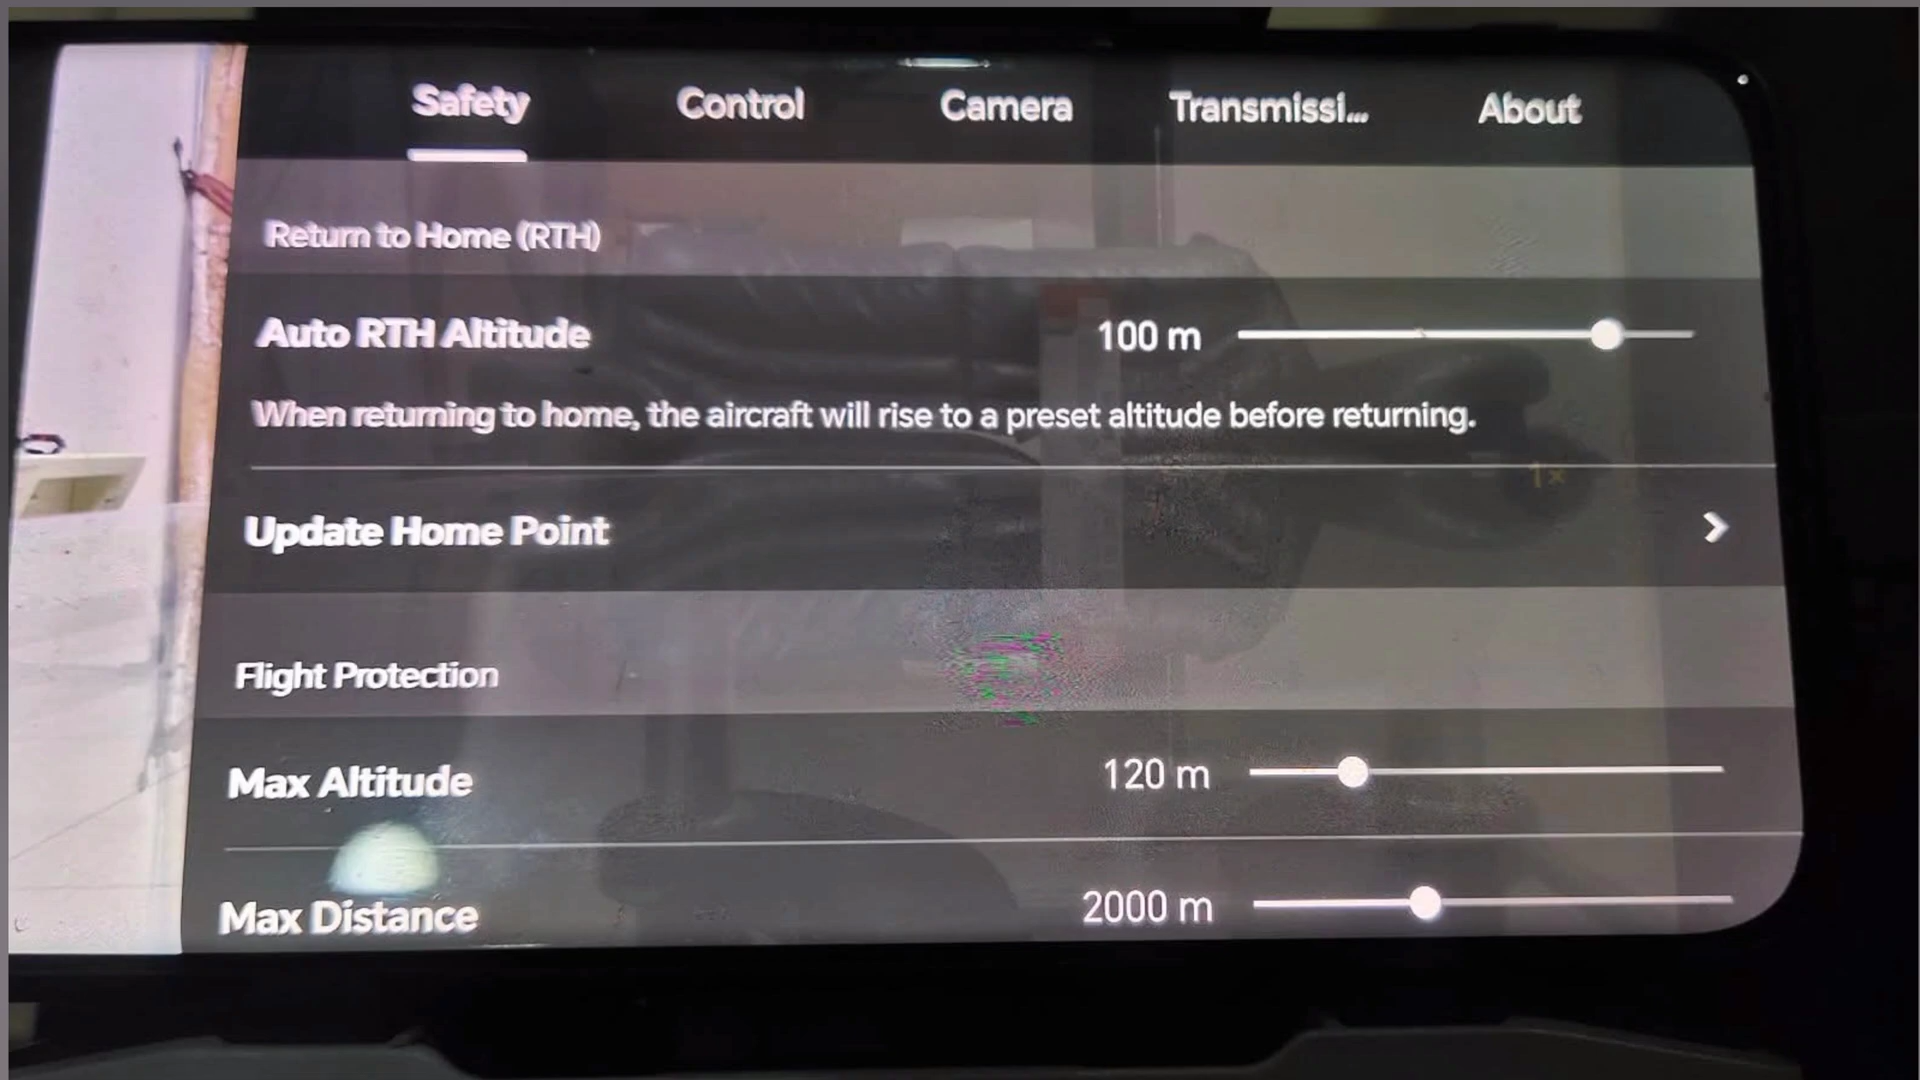 Safety Control Camera Transmissi... About
Return to Home (RTH)
Auto RTH Altitude 100 m
When returning to home, the aircraft will rise to a preset altitude before returning.
1×
Update Home Point
Flight Protection
Max Altitude 120 m
Max Distance 2000 m